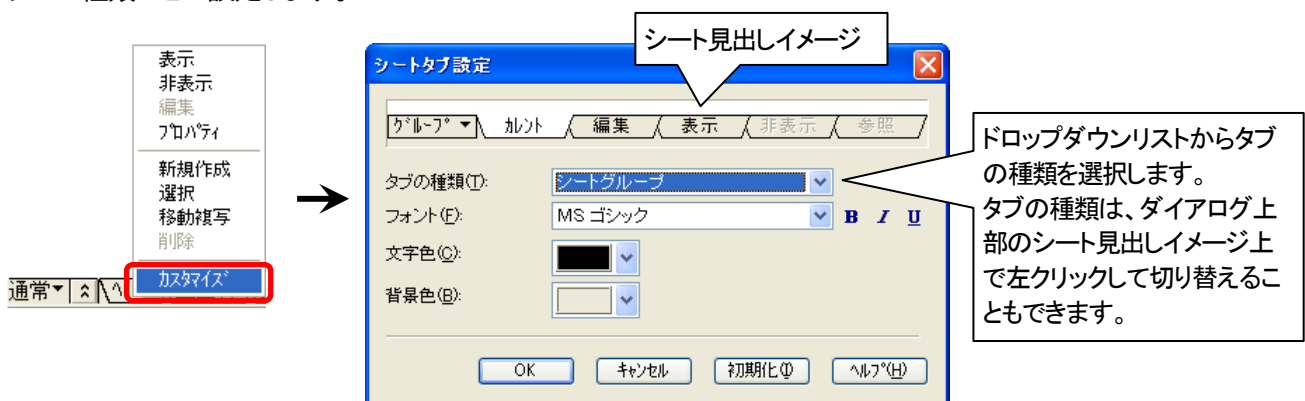 表示
非表示
編集
ﾌﾟﾛﾊﾟﾃｨ
新規作成
選択
移動複写
削除
ｶｽﾀﾏｲｽﾞ
通常▼
シート見出しイメージ
シートタブ設定
ｸﾞﾙｰﾌﾟ ▼ ｶﾚﾝﾄ 編集 表示 非表示 参照
タブの種類(T): シートグループ
フォント(F): MS ゴシック B I U
文字色(C):
背景色(B):
OK ｷｬﾝｾﾙ 初期化(I) ﾍﾙﾌﾟ(H)
ドロップダウンリストからタブ
の種類を選択します。
タブの種類は、ダイアログ上
部のシート見出しイメージ上
で左クリックして切り替えるこ
ともできます。